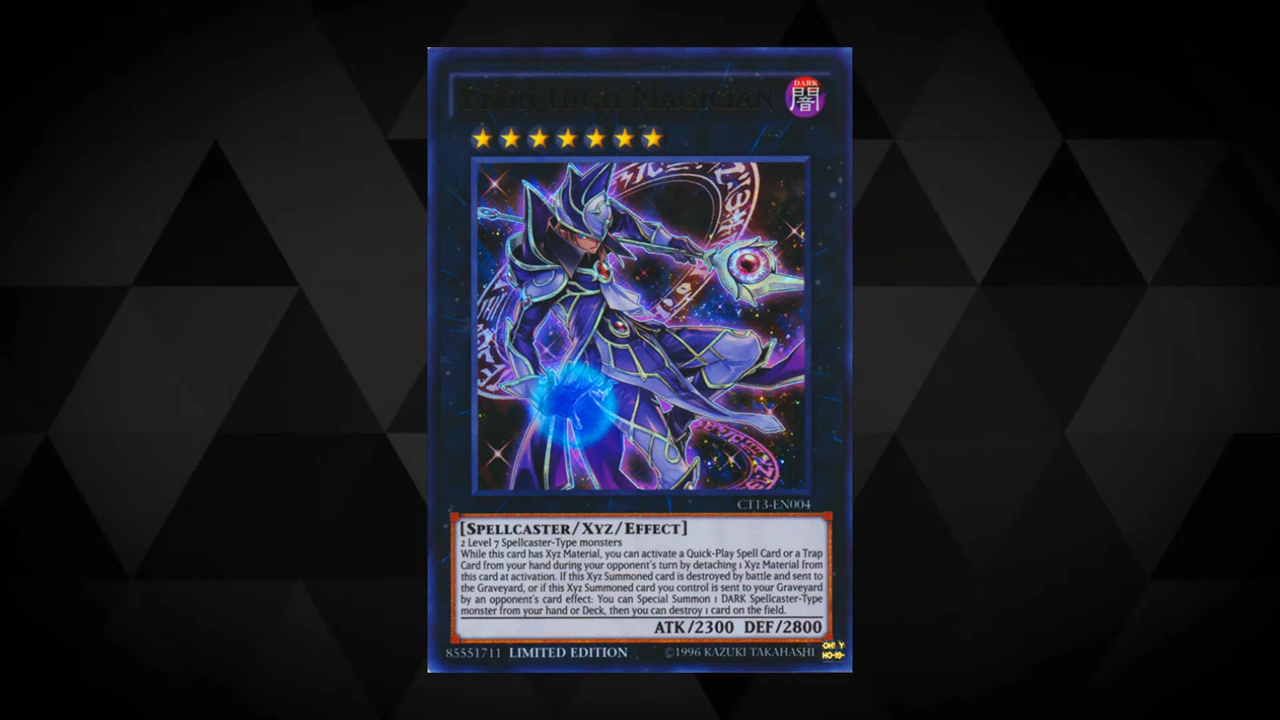 Ebon High Magician
DARK
闇
CT13-EN004
[Spellcaster/Xyz/Effect]
2 Level 7 Spellcaster-Type monsters
While this card has Xyz Material, you can activate a Quick-Play Spell Card or a Trap
Card from your hand during your opponent's turn by detaching 1 Xyz Material from
this card at activation. If this Xyz Summoned card is destroyed by battle and sent to
the Graveyard, or if this Xyz Summoned card you control is sent to your Graveyard
by an opponent's card effect: You can Special Summon 1 DARK Spellcaster-Type
monster from your hand or Deck, then you can destroy 1 card on the field.
ATK/2300 DEF/2800
85551711 LIMITED EDITION ©1996 KAZUKI TAKAHASHI